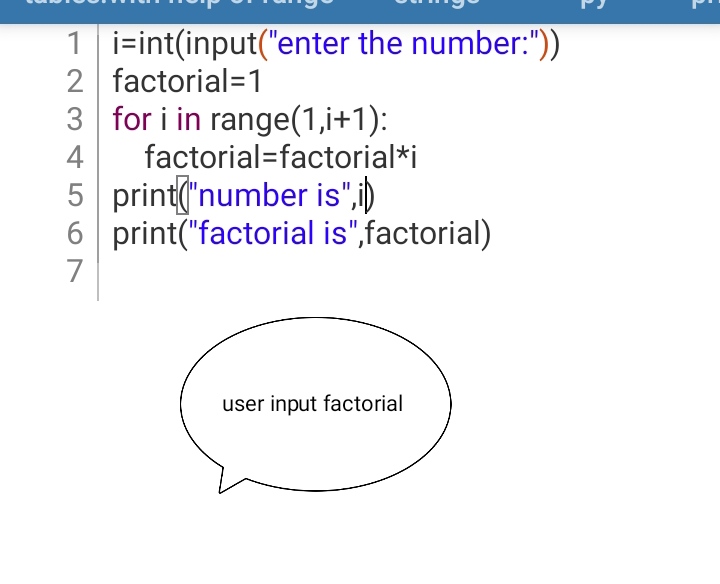 1 i=int(input("enter the number:"))
2 factorial=1
3 for i in range(1,i+1):
4     factorial=factorial*i
5 print("number is",i)
6 print("factorial is",factorial)
7
user input factorial